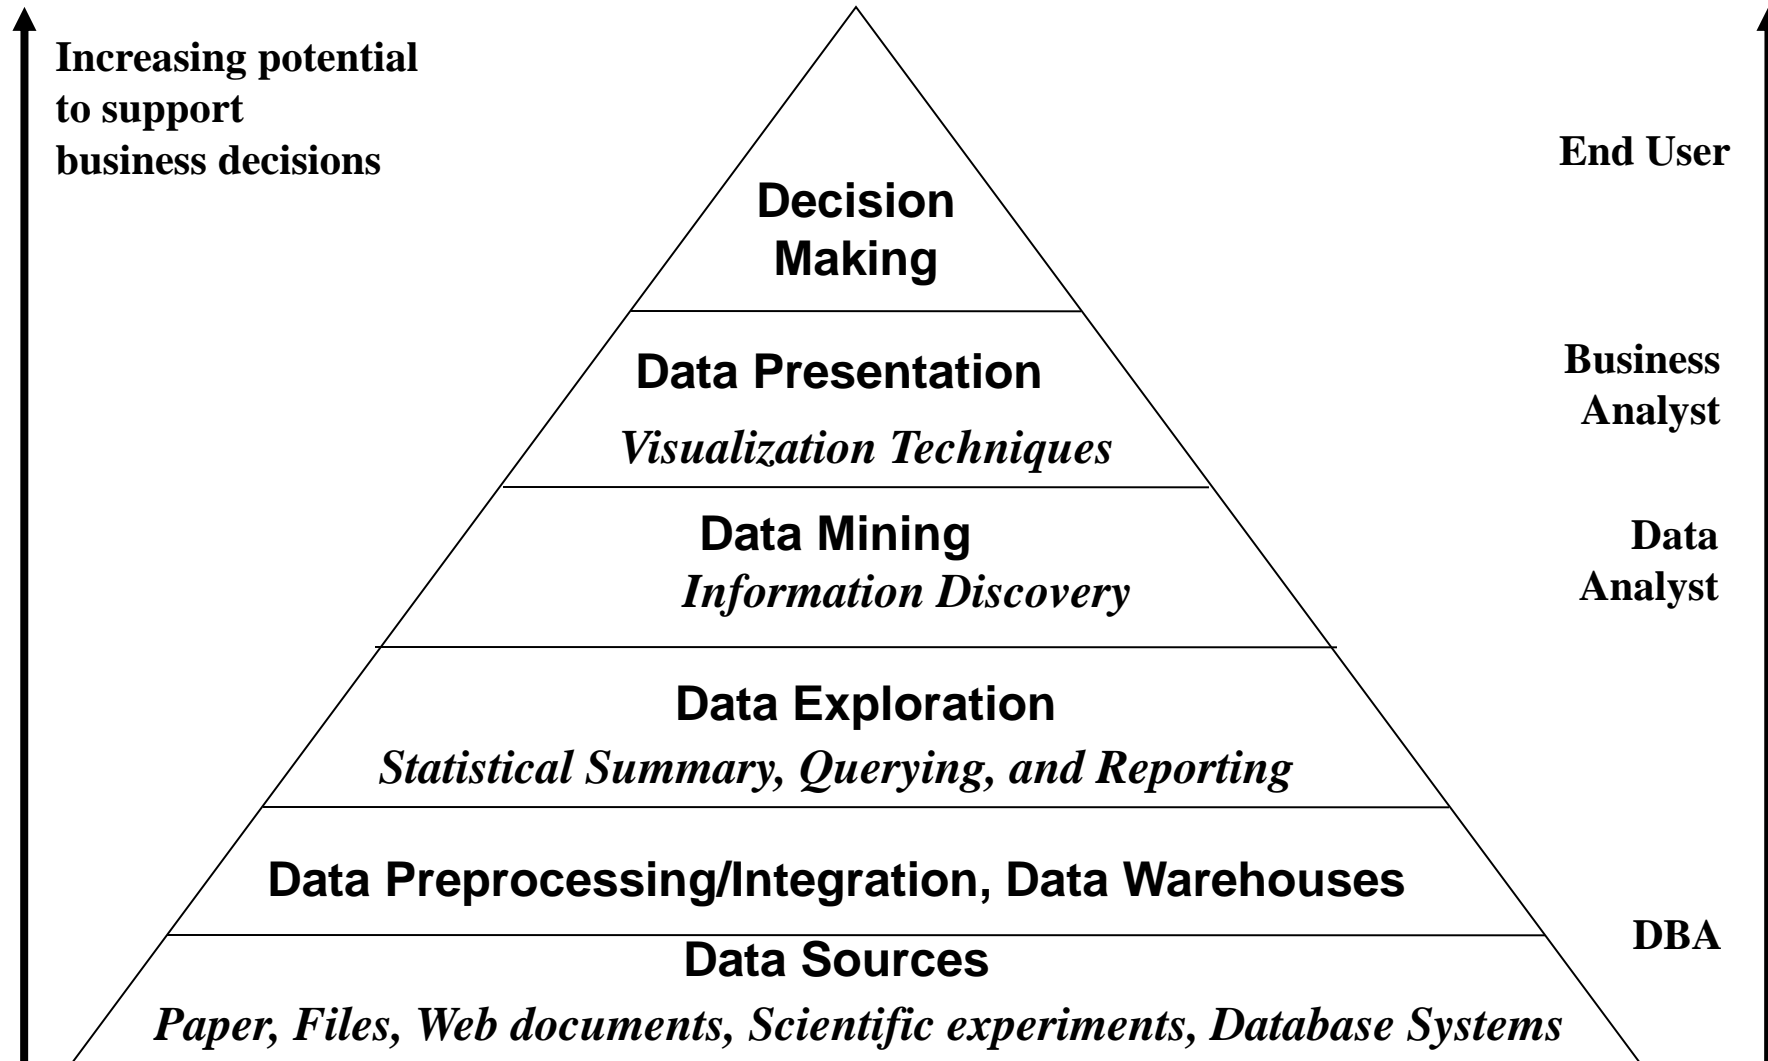 Increasing potential
to support
business decisions
End User
Decision
Making
Data Presentation
Visualization Techniques
Business
Analyst
Data Mining
Information Discovery
Data
Analyst
Data Exploration
Statistical Summary, Querying, and Reporting
Data Preprocessing/Integration, Data Warehouses
DBA
Data Sources
Paper, Files, Web documents, Scientific experiments, Database Systems